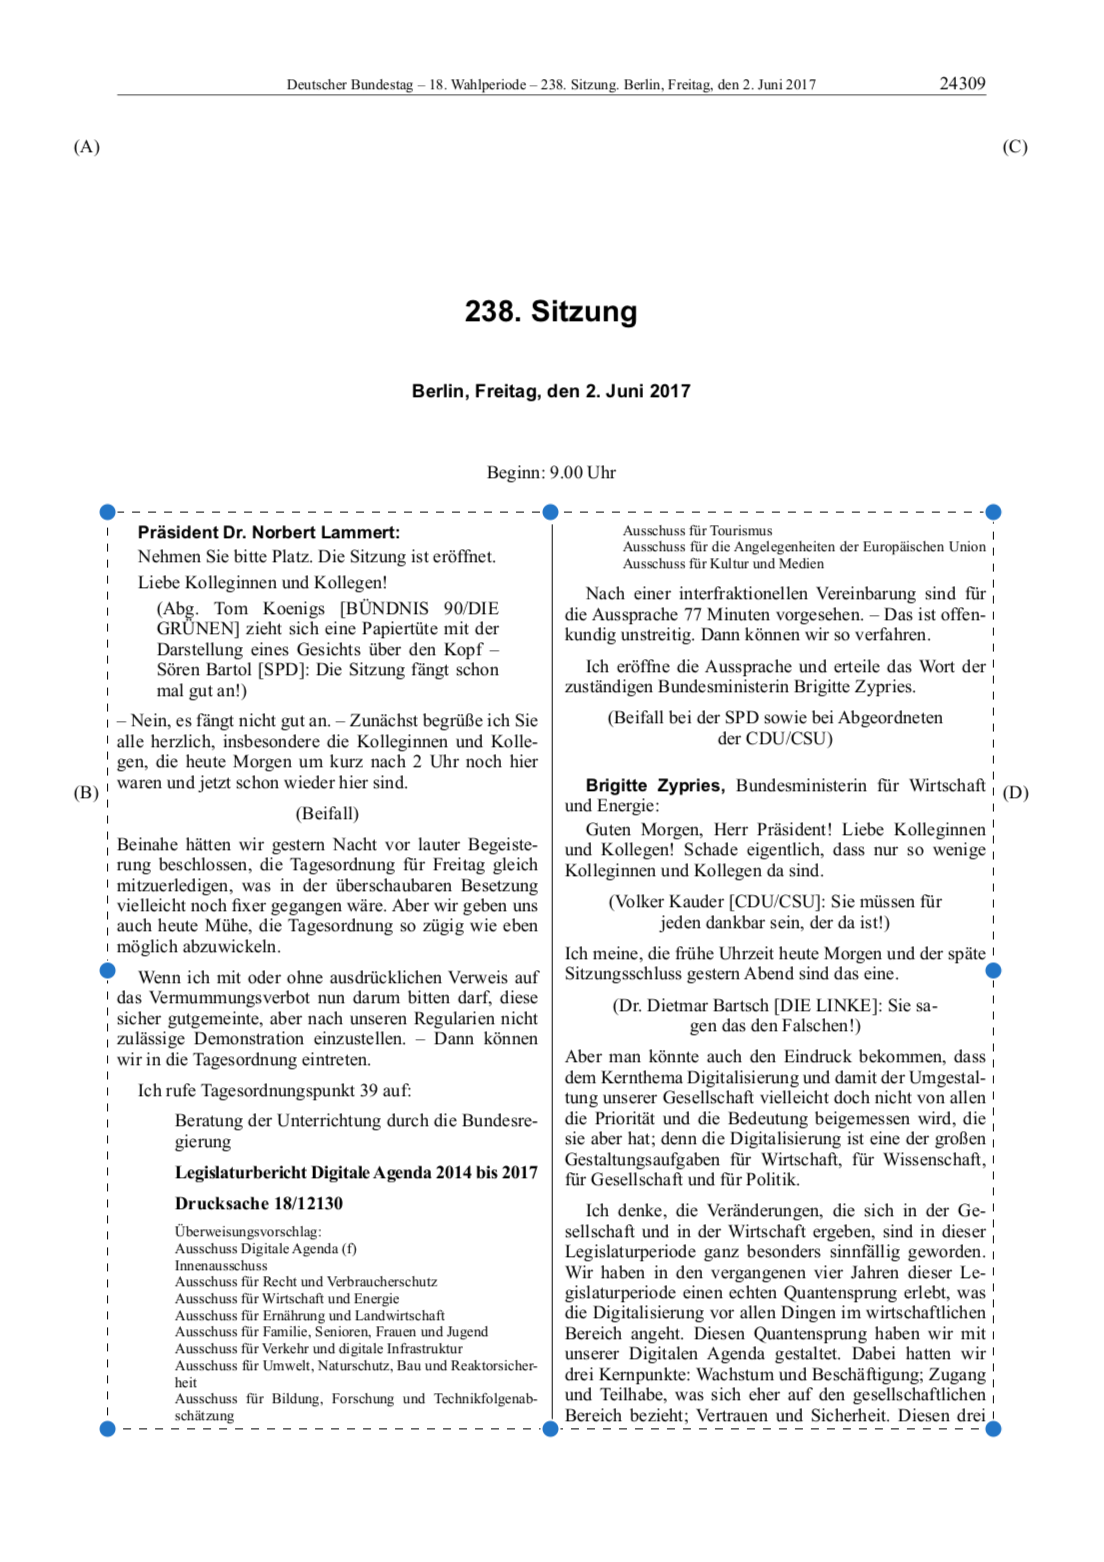 Deutscher Bundestag – 18. Wahlperiode – 238. Sitzung. Berlin, Freitag, den 2. Juni 2017
24309
(A)
(C)
238. Sitzung
Berlin, Freitag, den 2. Juni 2017
Beginn: 9.00 Uhr
Präsident Dr. Norbert Lammert:
Nehmen Sie bitte Platz. Die Sitzung ist eröffnet.
Liebe Kolleginnen und Kollegen!
(Abg. Tom Koenigs [BÜNDNIS 90/DIE
GRÜNEN] zieht sich eine Papiertüte mit der
Darstellung eines Gesichts über den Kopf –
Sören Bartol [SPD]: Die Sitzung fängt schon
mal gut an!)
– Nein, es fängt nicht gut an. – Zunächst begrüße ich Sie
alle herzlich, insbesondere die Kolleginnen und Kolle-
gen, die heute Morgen um kurz nach 2 Uhr noch hier
waren und jetzt schon wieder hier sind.
(B)
(Beifall)
Beinahe hätten wir gestern Nacht vor lauter Begeiste-
rung beschlossen, die Tagesordnung für Freitag gleich
mitzuerledigen, was in der überschaubaren Besetzung
vielleicht noch fixer gegangen wäre. Aber wir geben uns
auch heute Mühe, die Tagesordnung so zügig wie eben
möglich abzuwickeln.
Wenn ich mit oder ohne ausdrücklichen Verweis auf
das Vermummungsverbot nun darum bitten darf, diese
sicher gutgemeinte, aber nach unseren Regularien nicht
zulässige Demonstration einzustellen. – Dann können
wir in die Tagesordnung eintreten.
Ich rufe Tagesordnungspunkt 39 auf:
Beratung der Unterrichtung durch die Bundesre-
gierung
Legislaturbericht Digitale Agenda 2014 bis 2017
Drucksache 18/12130
Überweisungsvorschlag:
Ausschuss Digitale Agenda (f)
Innenausschuss
Ausschuss für Recht und Verbraucherschutz
Ausschuss für Wirtschaft und Energie
Ausschuss für Ernährung und Landwirtschaft
Ausschuss für Familie, Senioren, Frauen und Jugend
Ausschuss für Verkehr und digitale Infrastruktur
Ausschuss für Umwelt, Naturschutz, Bau und Reaktorsicher-
heit
Ausschuss für Bildung, Forschung und Technikfolgenab-
schätzung
Ausschuss für Tourismus
Ausschuss für die Angelegenheiten der Europäischen Union
Ausschuss für Kultur und Medien
Nach einer interfraktionellen Vereinbarung sind für
die Aussprache 77 Minuten vorgesehen. – Das ist offen-
kundig unstreitig. Dann können wir so verfahren.
Ich eröffne die Aussprache und erteile das Wort der
zuständigen Bundesministerin Brigitte Zypries.
(Beifall bei der SPD sowie bei Abgeordneten
der CDU/CSU)
Brigitte Zypries, Bundesministerin für Wirtschaft
(D)
und Energie:
Guten Morgen, Herr Präsident! Liebe Kolleginnen
und Kollegen! Schade eigentlich, dass nur so wenige
Kolleginnen und Kollegen da sind.
(Volker Kauder [CDU/CSU]: Sie müssen für
jeden dankbar sein, der da ist!)
Ich meine, die frühe Uhrzeit heute Morgen und der späte
Sitzungsschluss gestern Abend sind das eine.
(Dr. Dietmar Bartsch [DIE LINKE]: Sie sa-
gen das den Falschen!)
Aber man könnte auch den Eindruck bekommen, dass
dem Kernthema Digitalisierung und damit der Umgestal-
tung unserer Gesellschaft vielleicht doch nicht von allen
die Priorität und die Bedeutung beigemessen wird, die
sie aber hat; denn die Digitalisierung ist eine der großen
Gestaltungsaufgaben für Wirtschaft, für Wissenschaft,
für Gesellschaft und für Politik.
Ich denke, die Veränderungen, die sich in der Ge-
sellschaft und in der Wirtschaft ergeben, sind in dieser
Legislaturperiode ganz besonders sinnfällig geworden.
Wir haben in den vergangenen vier Jahren dieser Le-
gislaturperiode einen echten Quantensprung erlebt, was
die Digitalisierung vor allen Dingen im wirtschaftlichen
Bereich angeht. Diesen Quantensprung haben wir mit
unserer Digitalen Agenda gestaltet. Dabei hatten wir
drei Kernpunkte: Wachstum und Beschäftigung; Zugang
und Teilhabe, was sich eher auf den gesellschaftlichen
Bereich bezieht; Vertrauen und Sicherheit. Diesen drei